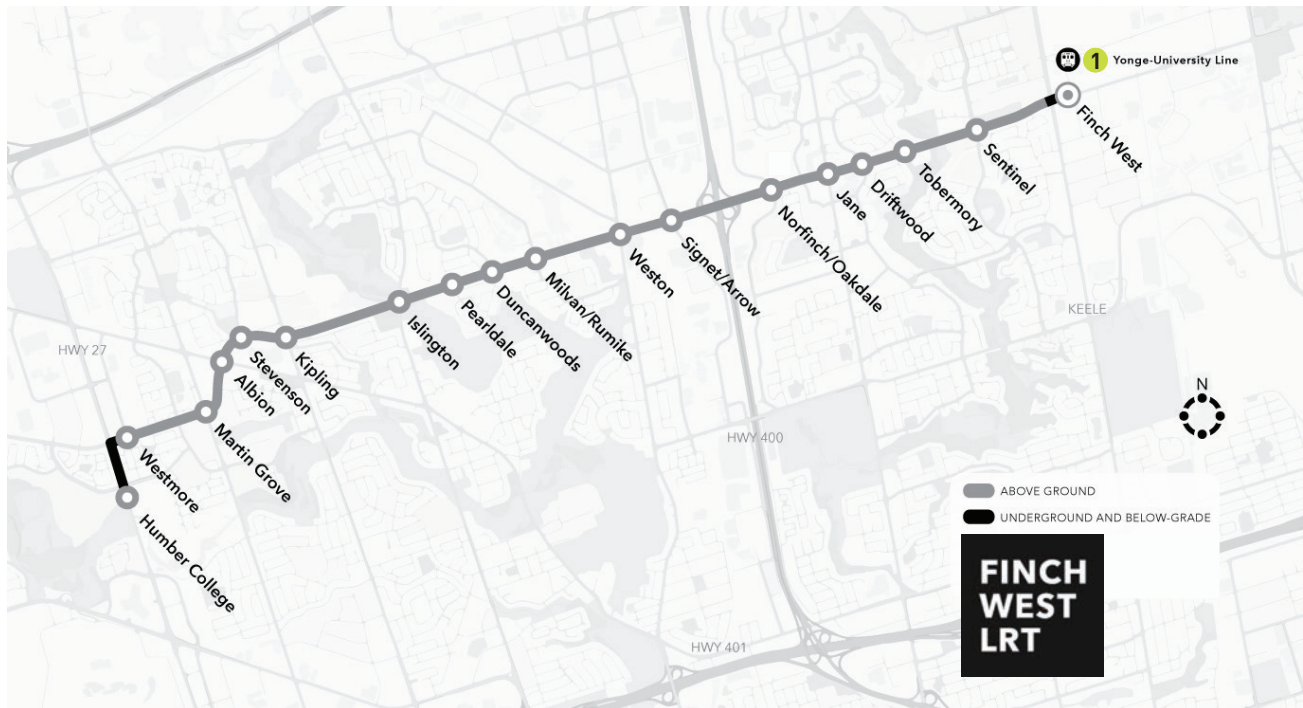 1 Yonge-University Line
Finch West
Sentinel
Tobermory
Driftwood
Jane
Norfinch/Oakdale
Signet/Arrow
Weston
Milvan/Rumike
Duncanwoods
Pearldale
Islington
Kipling
Stevenson
Albion
Martin Grove
Westmore
Humber College
HWY 27
KEELE
HWY 400
HWY 401
N
ABOVE GROUND
UNDERGROUND AND BELOW-GRADE
FINCH
WEST
LRT